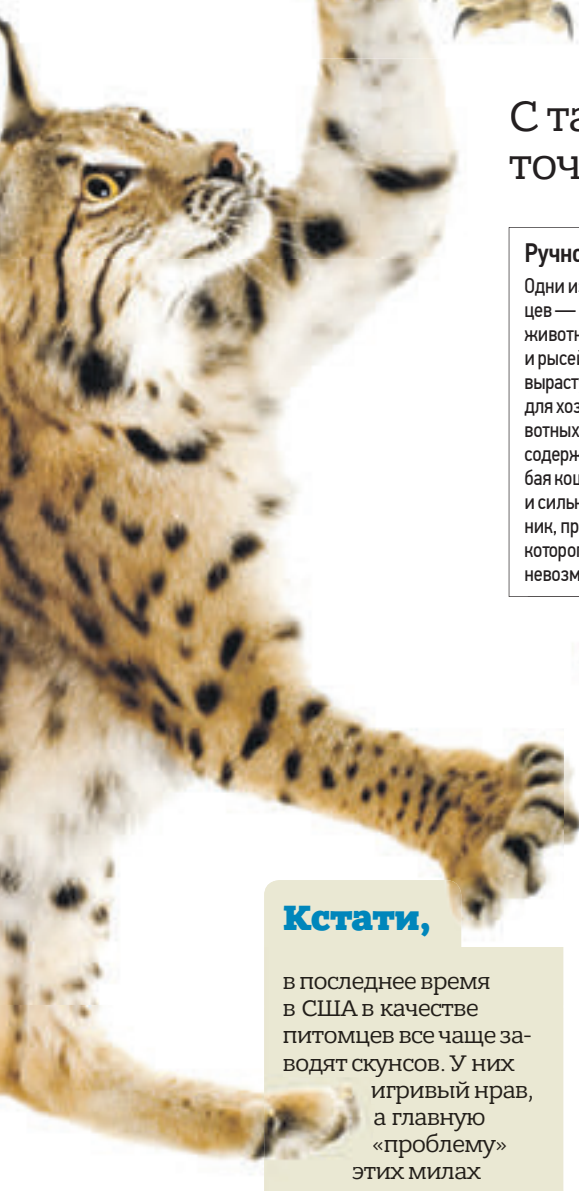 С та
точ
Ручно
Одни и
цев —
животн
и рысей
выраст
для хоз
вотных
содерж
бая кош
и сильн
ник, пр
которо
невозм
Кстати,
в последнее время
в США в качестве
питомцев все чаще за-
водят скунсов. У них
игривый нрав,
а главную
«проблему»
этих милах